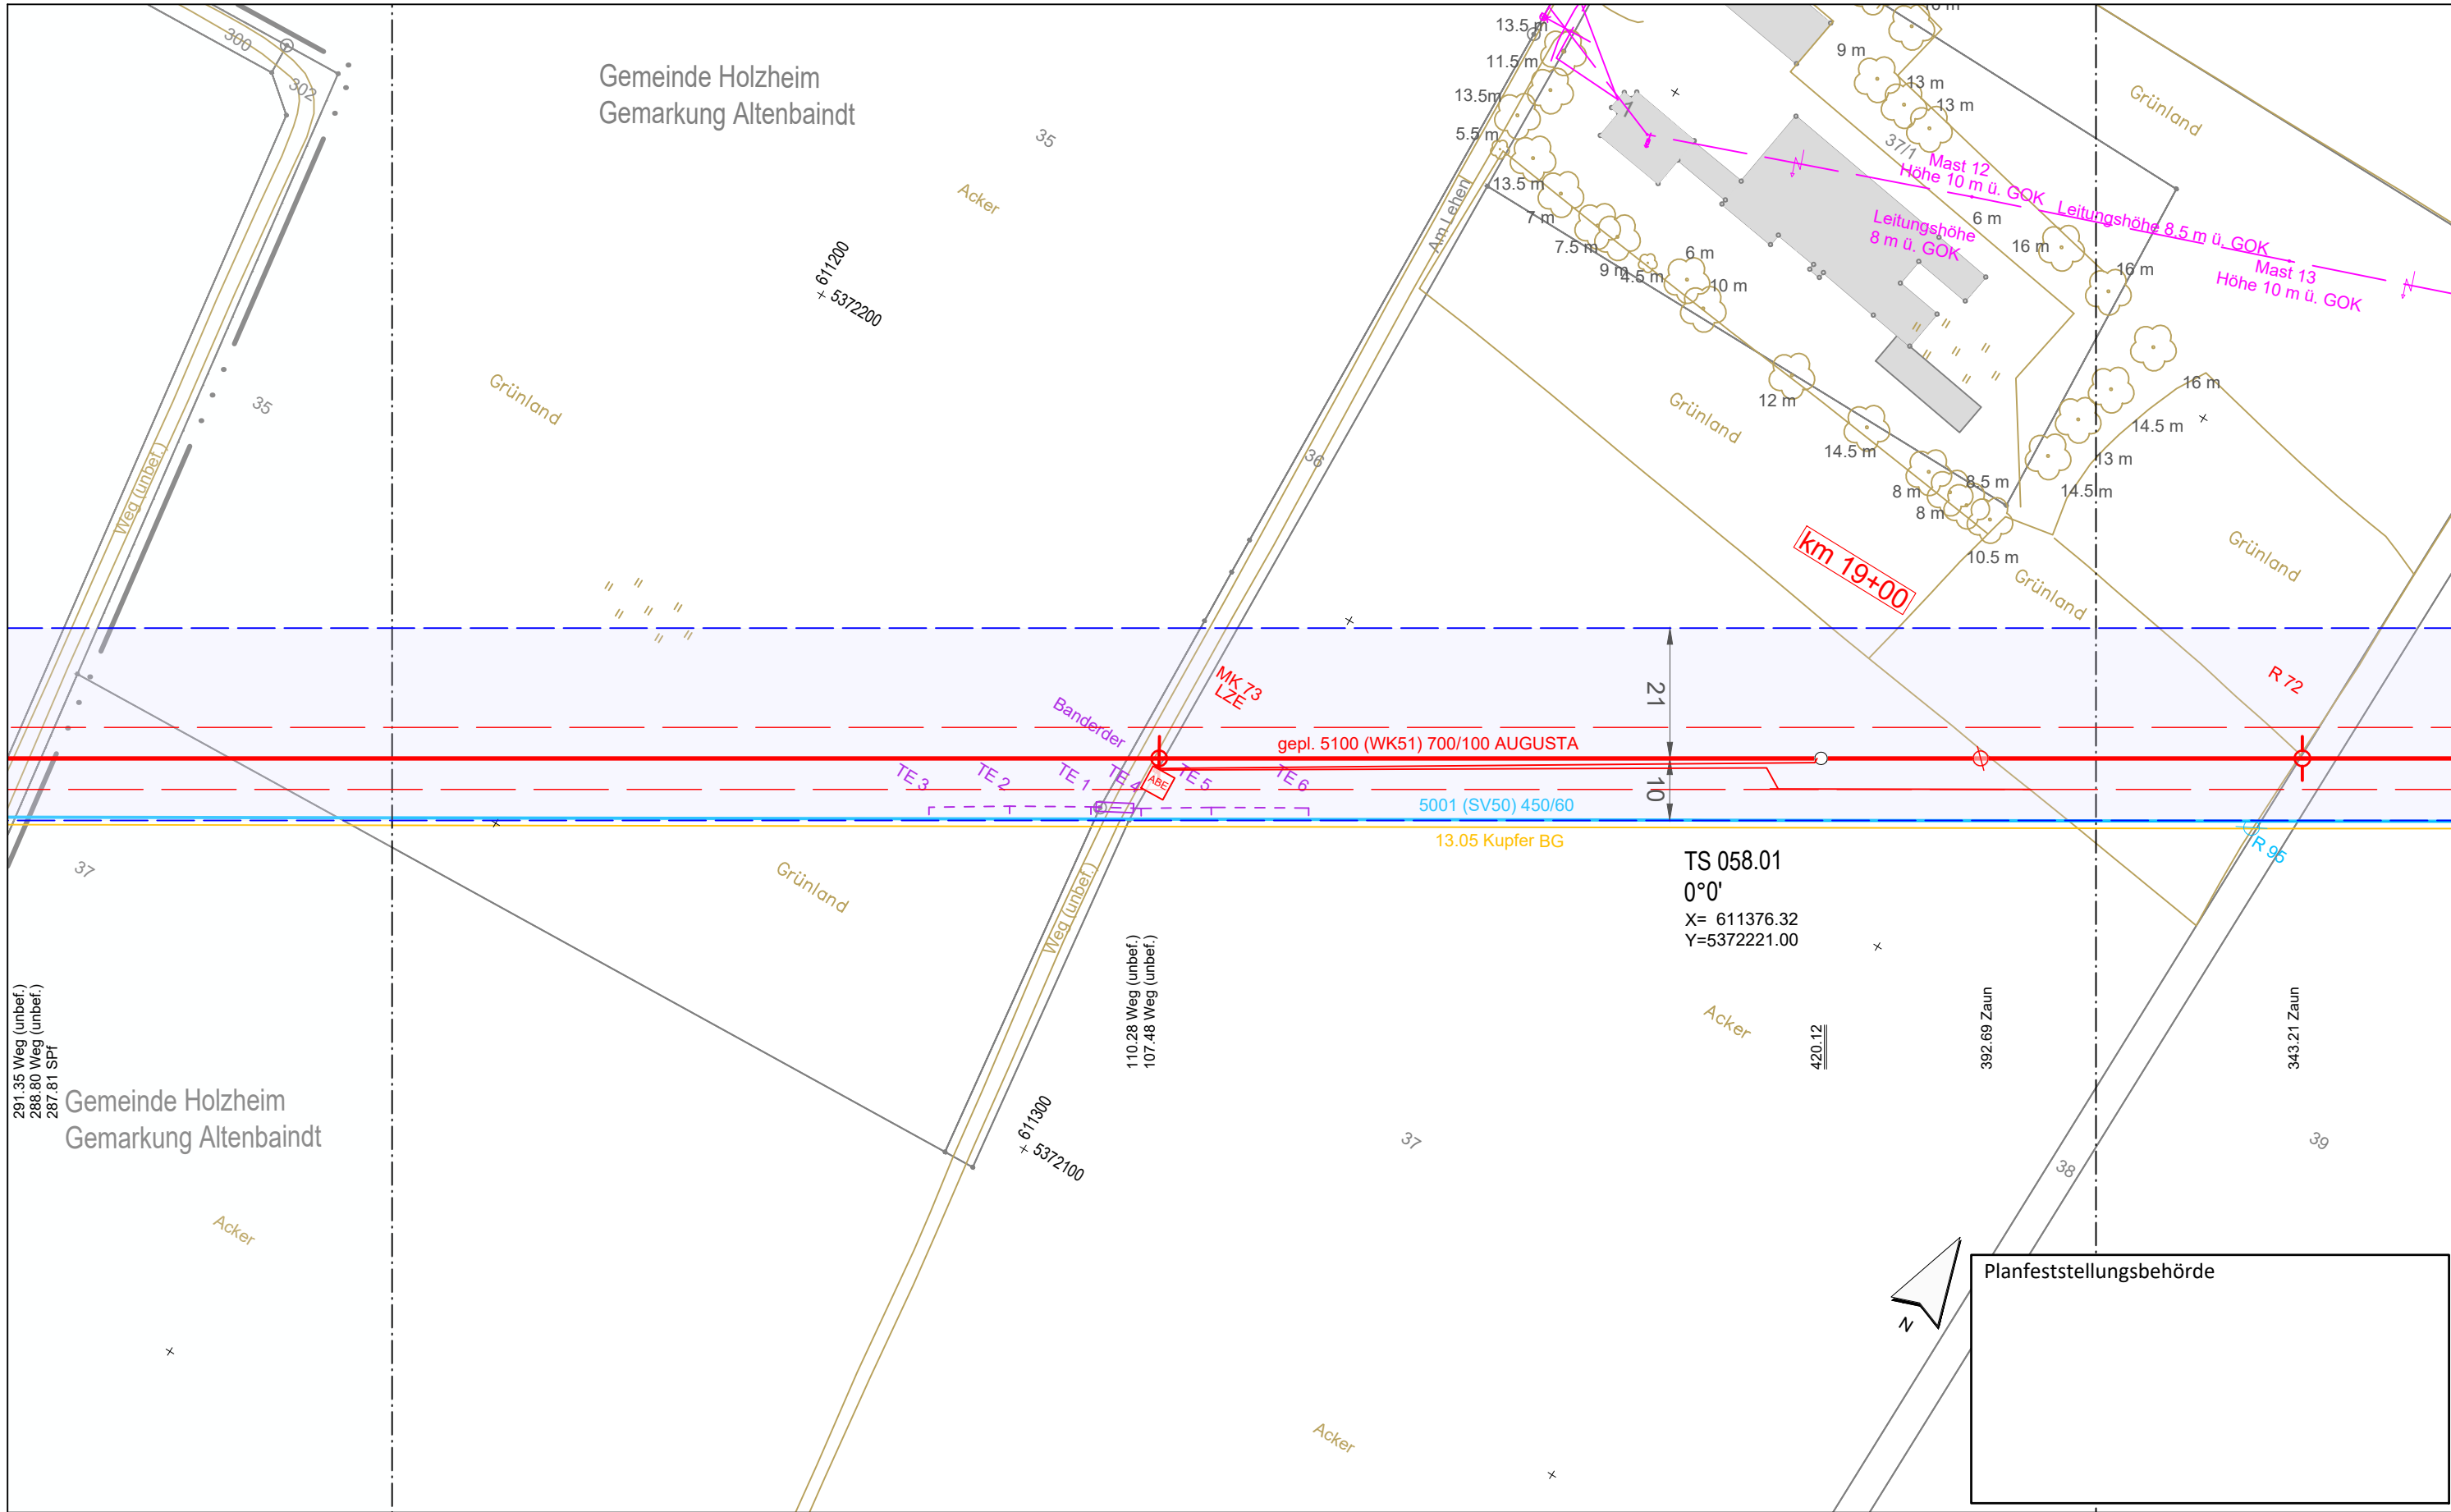 300
302
Gemeinde Holzheim
Gemarkung Altenbaindt
35
Acker
611200
+ 5372200
Grünland
35
Weg (unbef.)
13.5 m
11.5 m
13.5m
5.5 m
13.5 m
7 m
7.5 m
9 m
4.5 m
6 m
10 m
Am Lehen
7
9 m
13 m
13 m
37/1
Mast 12
Höhe 10 m ü. GOK
Leitungshöhe 8.5 m ü. GOK
6 m
Leitungshöhe
8 m ü. GOK
16 m
16 m
Mast 13
Höhe 10 m ü. GOK
Grünland
36
Grünland
12 m
14.5 m
8 m
8.5 m
8 m
10.5 m
16 m
14.5 m
13 m
14.5 m
Grünland
Grünland
km 19+00
MK 73
LZE
R 72
Banderder
21
gepl. 5100 (WK51) 700/100 AUGUSTA
TE 3
TE 2
TE 1
TE 4
ABE
TE 5
TE 6
10
5001 (SV50) 450/60
13.05 Kupfer BG
R 95
TS 058.01
0°0'
X= 611376.32
Y=5372221.00
37
Grünland
Weg (unbef.)
291.35 Weg (unbef.)
288.80 Weg (unbef.)
287.81 SPf
110.28 Weg (unbef.)
107.48 Weg (unbef.)
Acker
420.12
392.69 Zaun
343.21 Zaun
Gemeinde Holzheim
Gemarkung Altenbaindt
611300
+ 5372100
37
38
39
Acker
N
Planfeststellungsbehörde
Acker